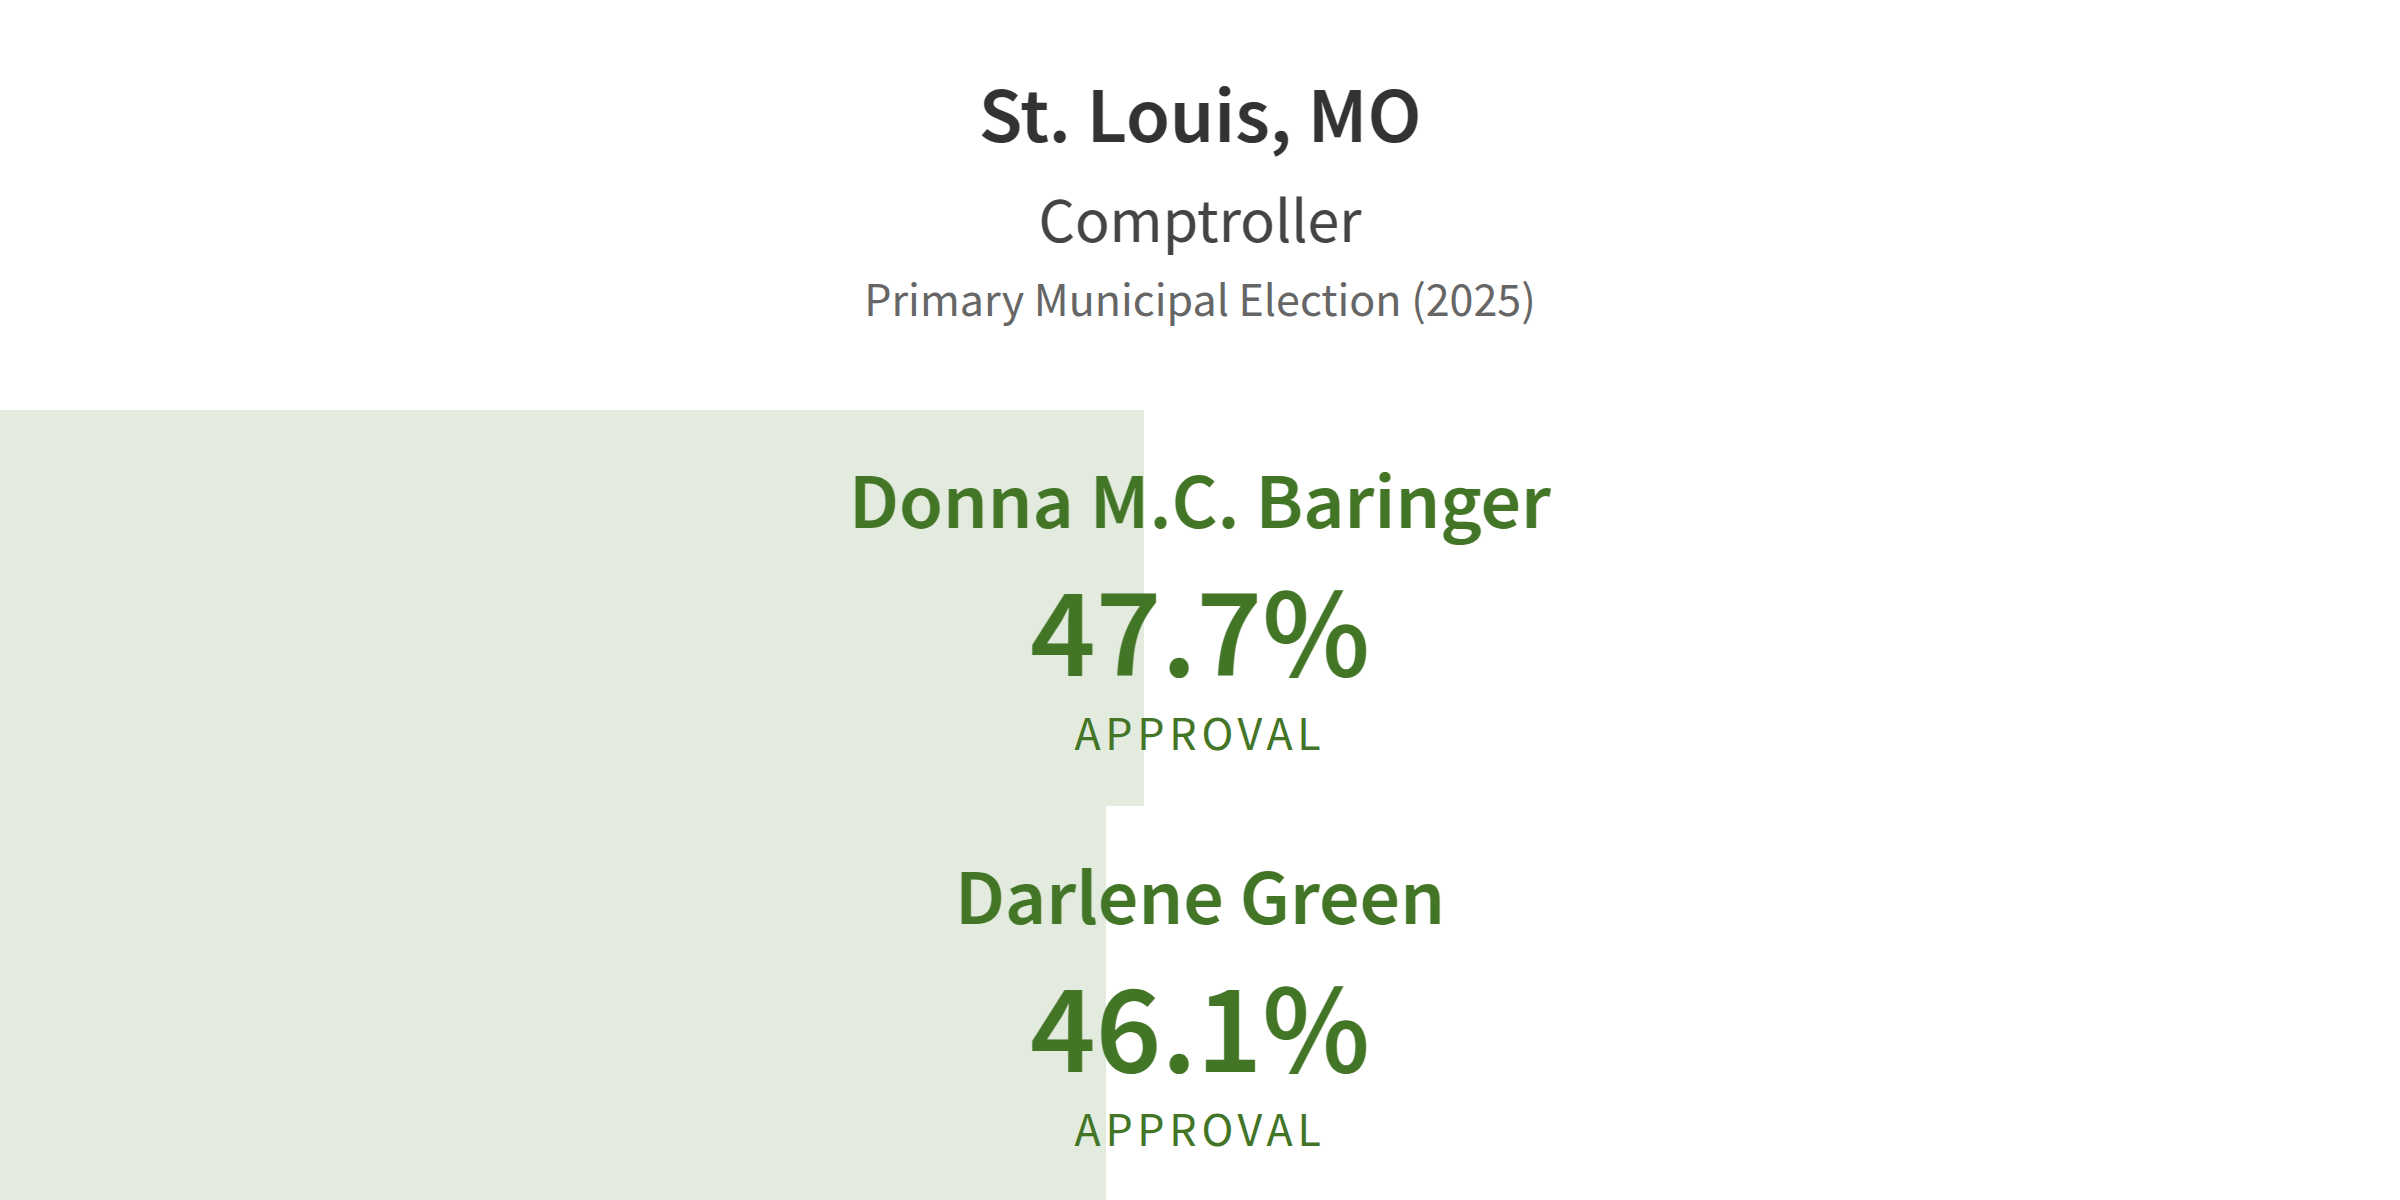 St. Louis, MO
Comptroller
Primary Municipal Election (2025)
Donna M.C. Baringer
47.7%
APPROVAL
Darlene Green
46.1%
APPROVAL